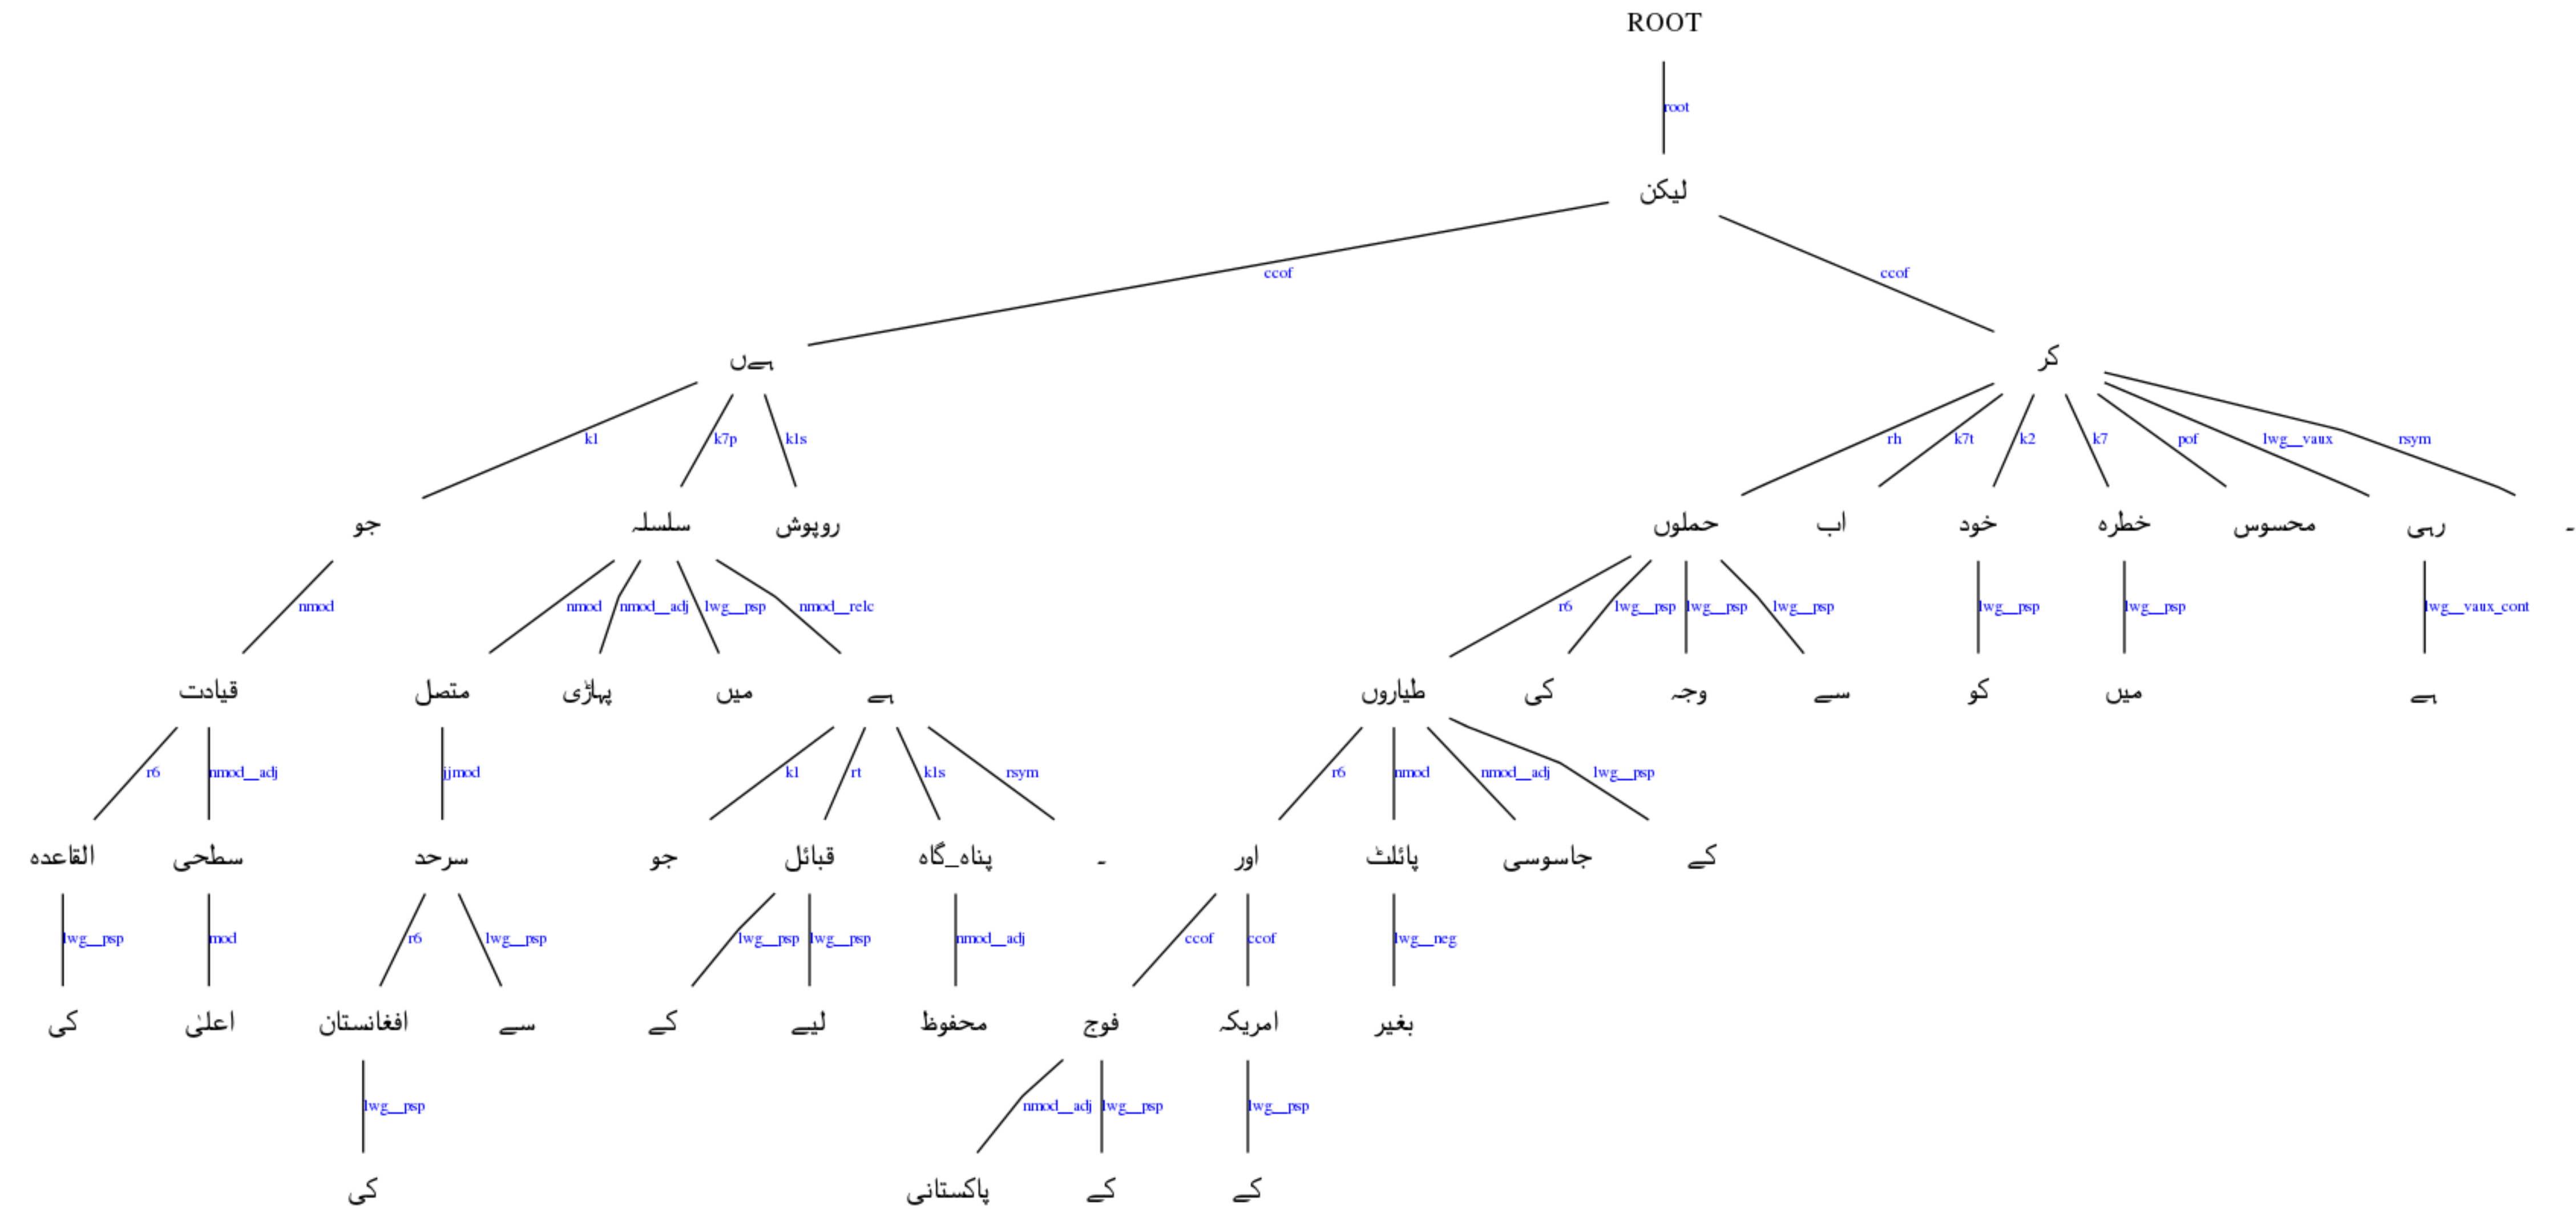 ROOT
root
لیکن
ccof ccof
ہےں کر
k1 k7p k1s rh k7t k2 k7 pof lwg__vaux rsym
جو سلسلہ روپوش حملوں اب خود خطرہ محسوس رہی ۔
nmod nmod nmod__adj lwg__psp nmod__relc r6 lwg__psp lwg__psp lwg__psp lwg__psp lwg__psp lwg__vaux_cont
قیادت متصل پہاڑی میں ہے طیاروں کی وجہ سے کو میں ہے
r6 nmod__adj jjmod k1 rt k1s rsym r6 nmod nmod__adj lwg__psp
القاعدہ سطحی سرحد جو قبائل پناہ_گاہ ۔ اور پائلٹ جاسوسی کے
lwg__psp mod r6 lwg__psp lwg__psp lwg__psp nmod__adj ccof ccof lwg__neg
کی اعلیٰ افغانستان سے کے لیے محفوظ فوج امریکہ بغیر
lwg__psp nmod__adj lwg__psp lwg__psp
کی پاکستانی کے کے